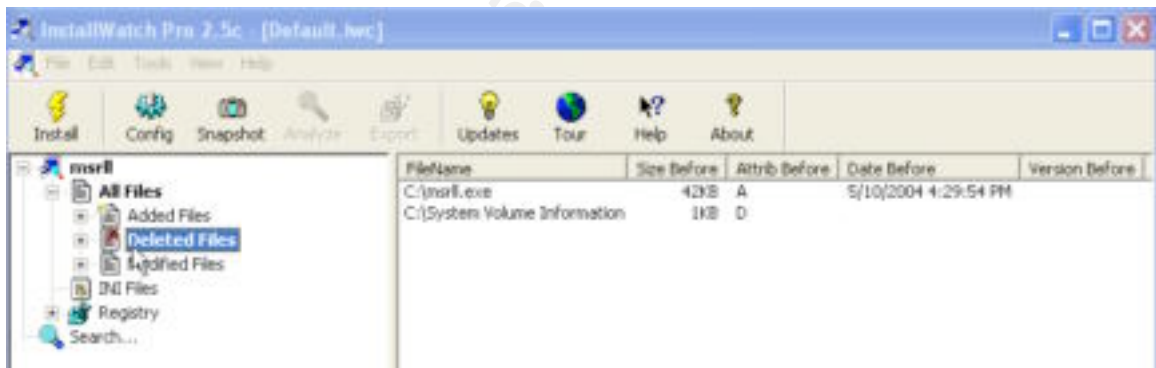 InstallWatch Pro 2.5c - [Default.iwc]
File Edit Tools View Help
Install Config Snapshot Analyze Export Updates Tour Help About
msrll
All Files
Added Files
Deleted Files
Modified Files
INI Files
Registry
Search...
FileName Size Before Attrib Before Date Before Version Before
C:\msrll.exe 42KB A 5/10/2004 4:29:54 PM
C:\System Volume Information 1KB D